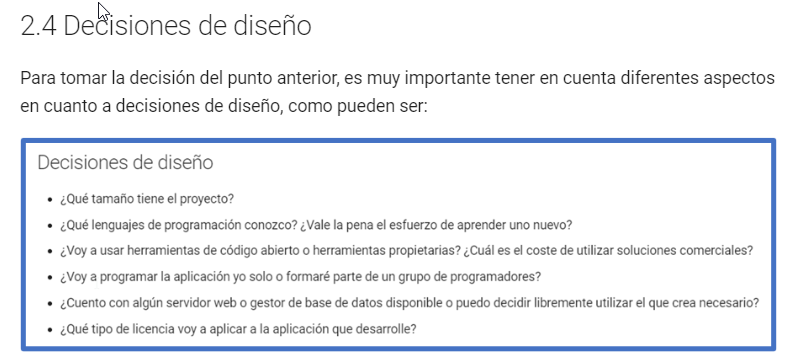 2.4 Decisiones de diseño
Para tomar la decisión del punto anterior, es muy importante tener en cuenta diferentes aspectos
en cuanto a decisiones de diseño, como pueden ser:
Decisiones de diseño
• ¿Qué tamaño tiene el proyecto?
• ¿Qué lenguajes de programación conozco? ¿Vale la pena el esfuerzo de aprender uno nuevo?
• ¿Voy a usar herramientas de código abierto o herramientas propietarias? ¿Cuál es el coste de utilizar soluciones comerciales?
• ¿Voy a programar la aplicación yo solo o formaré parte de un grupo de programadores?
• ¿Cuento con algún servidor web o gestor de base de datos disponible o puedo decidir libremente utilizar el que crea necesario?
• ¿Qué tipo de licencia voy a aplicar a la aplicación que desarrolle?